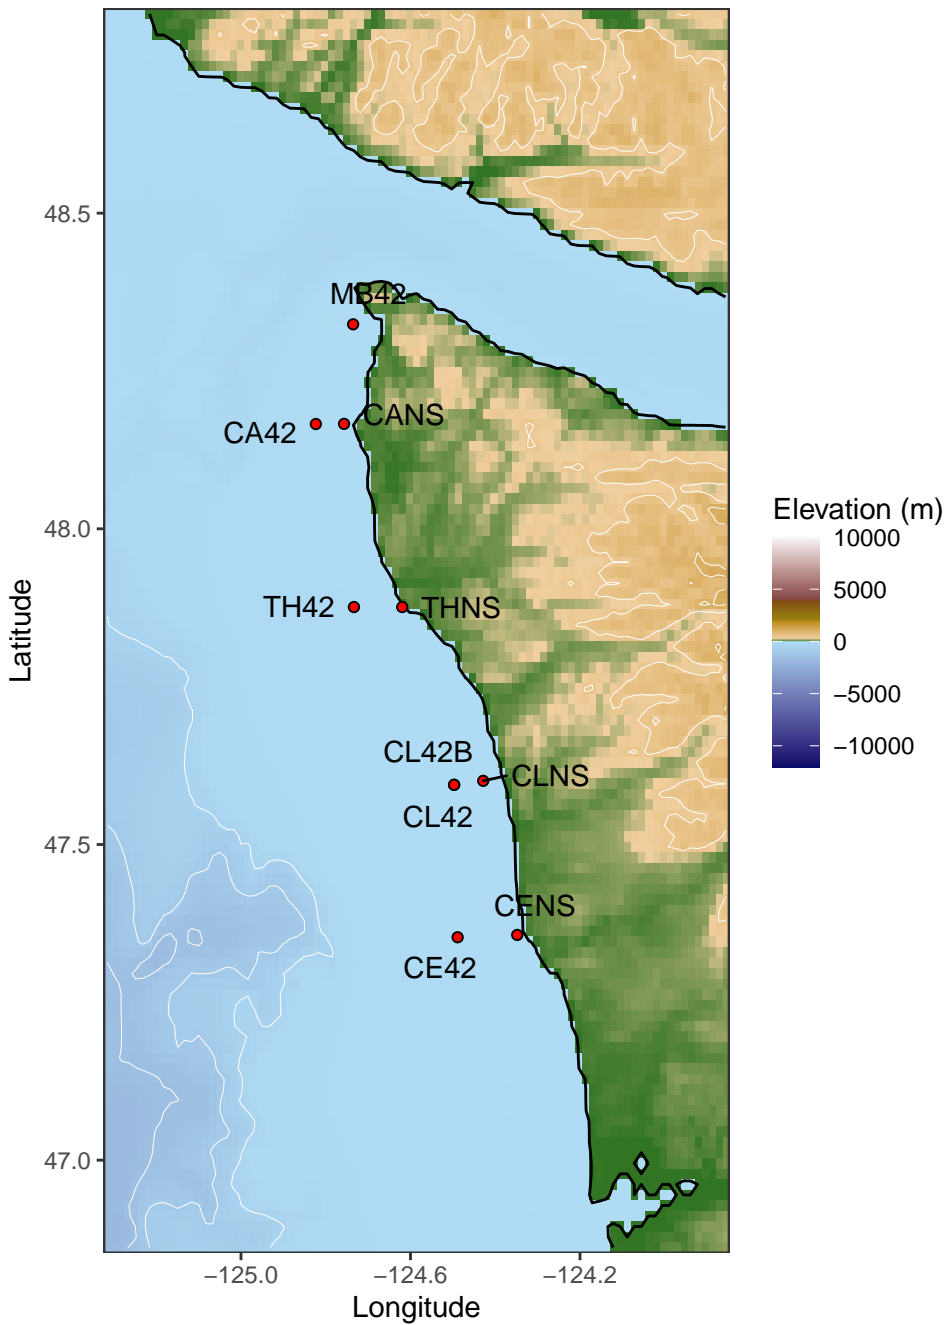 48.5
48.0
47.5
47.0
Latitude
MB42
CANS
CA42
TH42
THNS
CL42B
CLNS
CL42
CENS
CE42
−125.0
−124.6
−124.2
Longitude
Elevation (m)
10000
5000
0
−5000
−10000